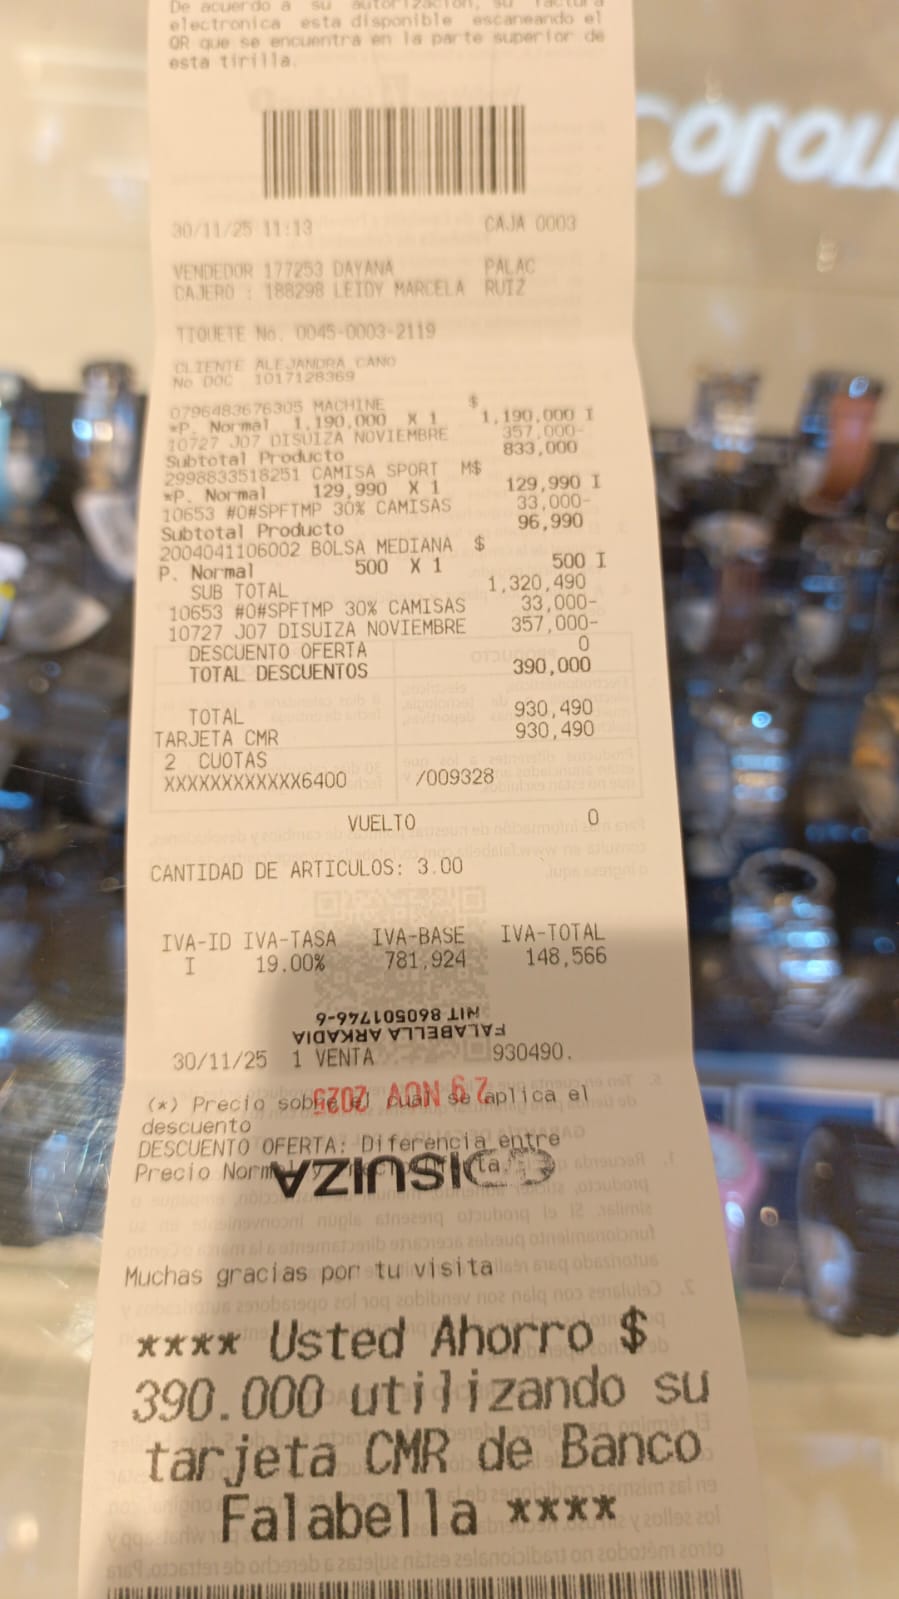 De acuerdo a su autorización, su factura
electronica esta disponible escaneando el
QR que se encuentra en la parte superior de
esta tirilla.
30/11/25 11:13 CAJA 0003
VENDEDOR 177253 DAYANA PALAC
CAJERO : 188298 LEIDY MARCELA RUIZ
TIQUETE No. 0045-0003-2119
CLIENTE ALEJANDRA CANO
No DOC 1017128369
0796483676305 MACHINE $
*P. Normal 1.190,000 X 1 1,190,000 I
10727 J07 DISUIZA NOVIEMBRE 357,000-
Subtotal Producto 833,000
2998833518251 CAMISA SPORT M$
*P. Normal 129,990 X 1 129,990 I
10653 #0#SPFTMP 30% CAMISAS 33,000-
Subtotal Producto 96,990
2004041106002 BOLSA MEDIANA $
P. Normal 500 X 1 500 I
SUB TOTAL 1,320,490
10653 #0#SPFTMP 30% CAMISAS 33,000-
10727 J07 DISUIZA NOVIEMBRE 357,000-
DESCUENTO OFERTA 0
TOTAL DESCUENTOS 390,000
TOTAL 930,490
TARJETA CMR 930,490
2 CUOTAS
XXXXXXXXXXXX6400 /009328
VUELTO 0
CANTIDAD DE ARTICULOS: 3.00
IVA-ID IVA-TASA IVA-BASE IVA-TOTAL
I 19.00% 781,924 148,566
NIT 860501746-6
FALABELLA ARKADIA
30/11/25 1 VENTA 930490.
29 NOV 2025
(*) Precio sobre el cual se aplica el
descuento
DESCUENTO OFERTA: Diferencia entre
Precio Normal y Precio Oferta
DISUIZA
Muchas gracias por tu visita
**** Usted Ahorro $
390.000 utilizando su
tarjeta CMR de Banco
Falabella ****